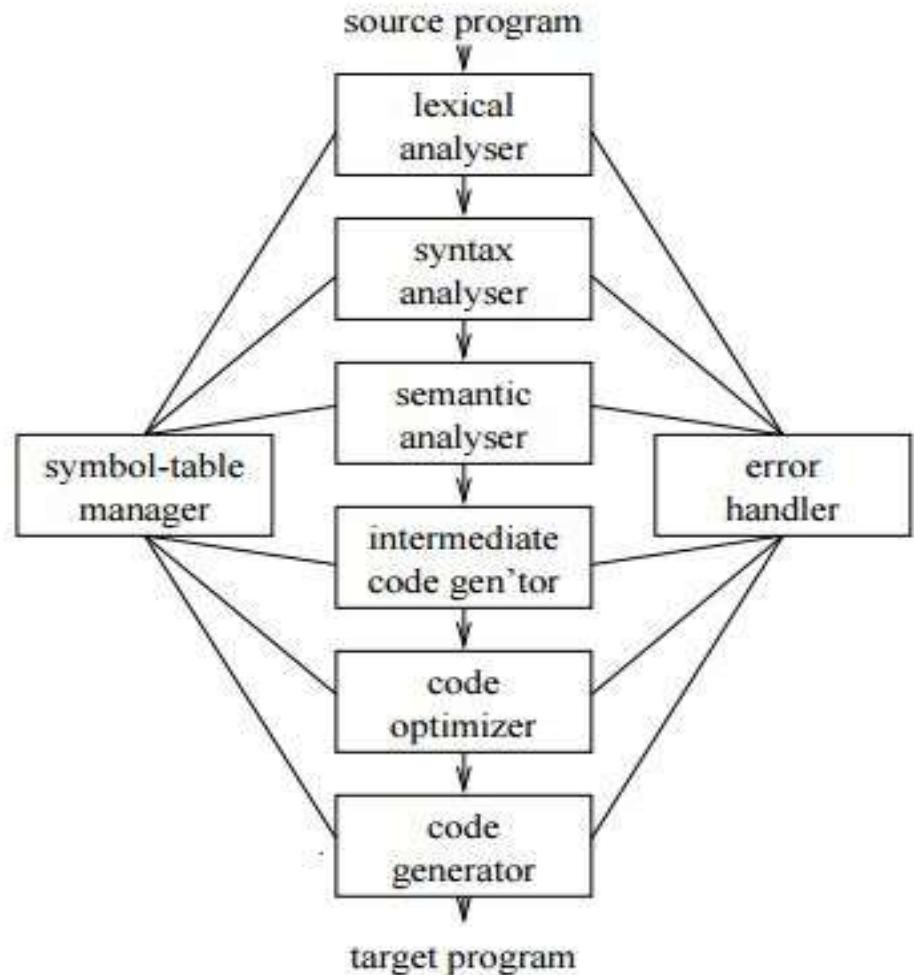 source program
lexical
analyser
syntax
analyser
semantic
analyser
symbol-table
manager
error
handler
intermediate
code gen'tor
code
optimizer
code
generator
target program